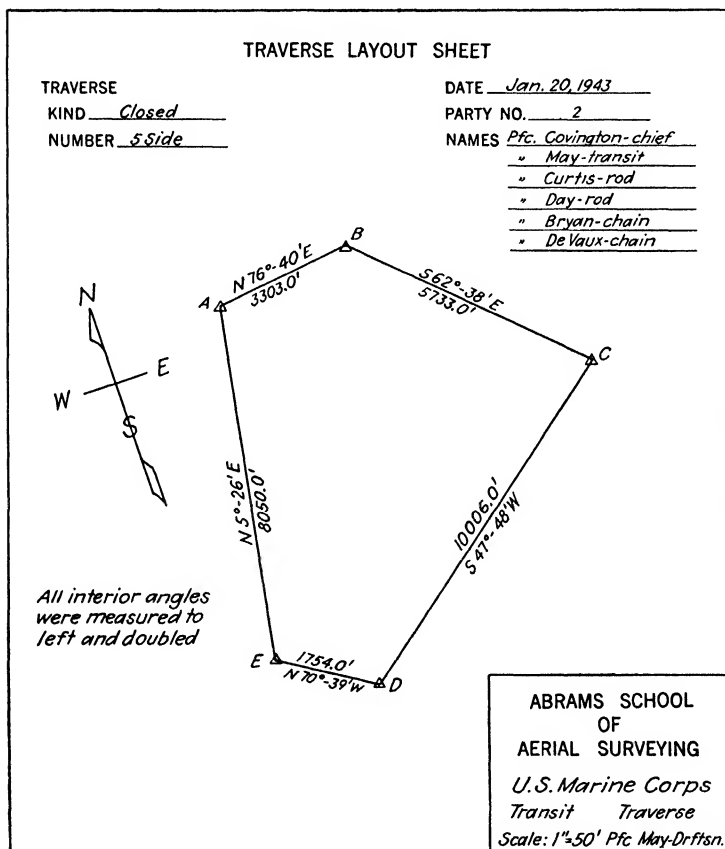 TRAVERSE LAYOUT SHEET
TRAVERSE
KIND Closed
NUMBER 5 Side
DATE Jan. 20, 1943
PARTY NO. 2
NAMES Pfc. Covington-chief
" May-transit
" Curtis-rod
" Day-rod
" Bryan-chain
" De Vaux-chain
B
N 76°-40'E
3303.0'
S 62°-38' E
5733.0'
A
C
N
E
W
S
N 5°-26'E
8050.0'
10006.0'
S 47°-48'W
All interior angles
were measured to
left and doubled
E
1754.0'
N 70°-39'W
D
ABRAMS SCHOOL
OF
AERIAL SURVEYING
U.S. Marine Corps
Transit Traverse
Scale: 1"=50' Pfc May-Drftsn.